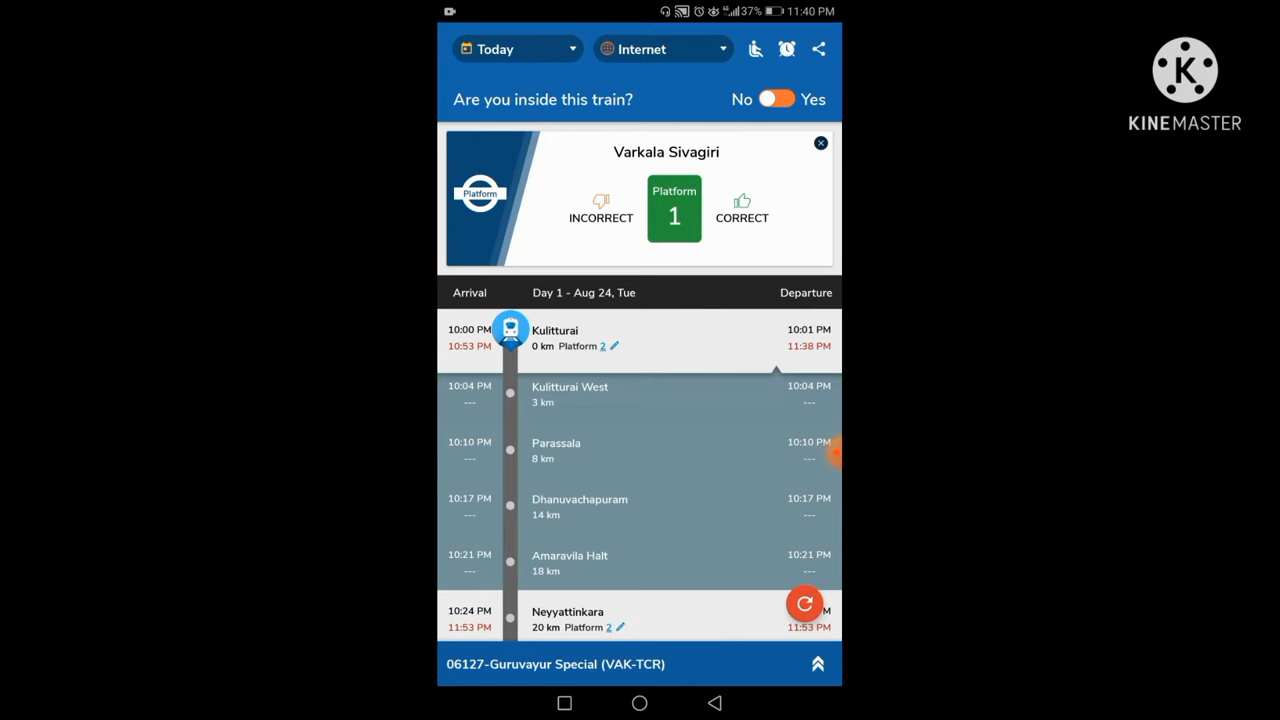 37% 11:40 PM
Today Internet
Are you inside this train? No Yes
Varkala Sivagiri
Platform
INCORRECT
Platform
1
CORRECT
K
KINEMASTER
Arrival Day 1 - Aug 24, Tue Departure
10:00 PM Kulitturai 10:01 PM
10:53 PM 0 km Platform 2 11:38 PM
10:04 PM Kulitturai West 10:04 PM
--- 3 km ---
10:10 PM Parassala 10:10 PM
--- 8 km ---
10:17 PM Dhanuvachapuram 10:17 PM
--- 14 km ---
10:21 PM Amaravila Halt 10:21 PM
--- 18 km ---
10:24 PM Neyyattinkara
11:53 PM 20 km Platform 2 11:53 PM
06127-Guruvayur Special (VAK-TCR)